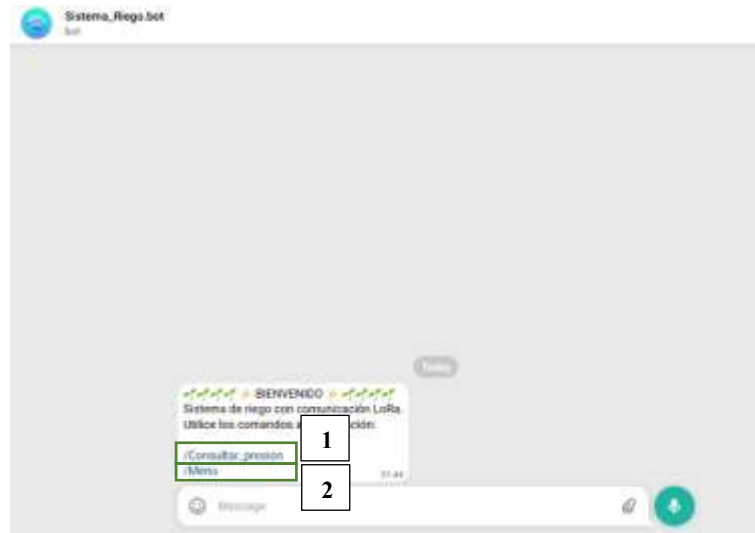 Sistema_Riego.bot
bot
Today
BIENVENIDO
Sistema de riego con comunicación LoRa.
Utilice los comandos a ción:
1
/Consultar_presion
/Menu
01:44
2
Message